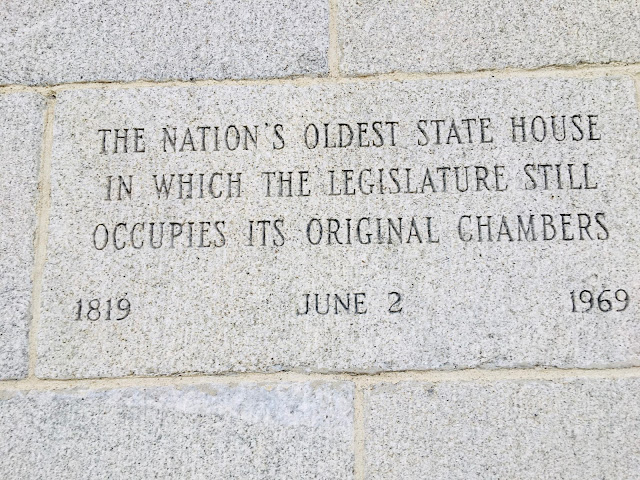 THE NATION'S OLDEST STATE HOUSE
IN WHICH THE LEGISLATURE STILL
OCCUPIES ITS ORIGINAL CHAMBERS
1819 JUNE 2 1969